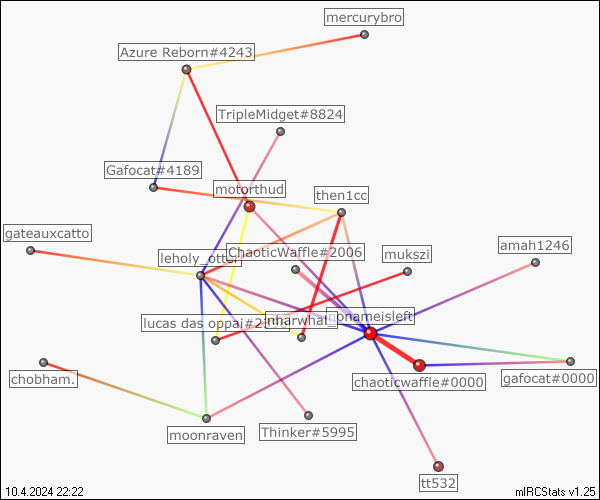 mercurybro
Azure Reborn#4243
TripleMidget#8824
Gafocat#4189
motorthud
then1cc
gateauxcatto
leholy_otter
ChaoticWaffle#2006
mukszi
amah1246
lucas das oppai#2
nonameisleft
chaoticwaffle#0000
gafocat#0000
chobham.
moonraven
Thinker#5995
tt532
10.4.2024 22:22
mIRCStats v1.25